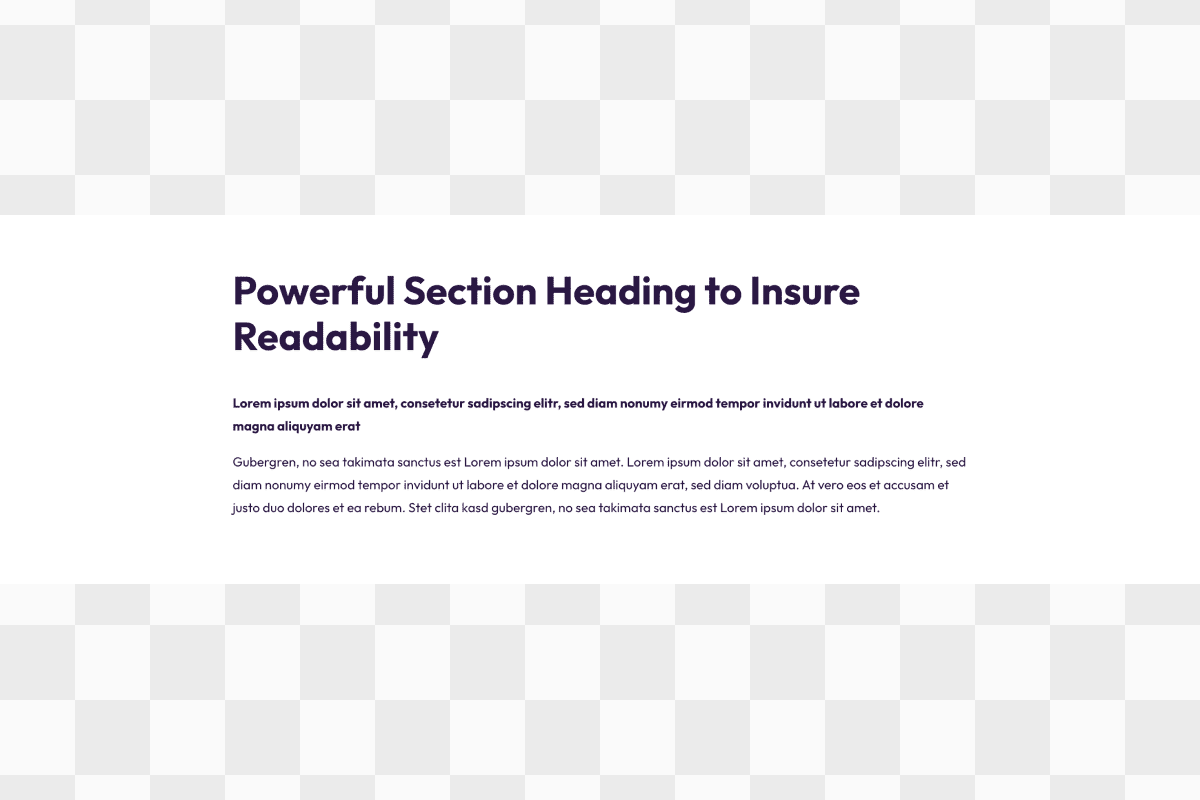 Powerful Section Heading to Insure
Readability
Lorem ipsum dolor sit amet, consetetur sadipscing elitr, sed diam nonumy eirmod tempor invidunt ut labore et dolore
magna aliquyam erat
Gubergren, no sea takimata sanctus est Lorem ipsum dolor sit amet. Lorem ipsum dolor sit amet, consetetur sadipscing elitr, sed
diam nonumy eirmod tempor invidunt ut labore et dolore magna aliquyam erat, sed diam voluptua. At vero eos et accusam et
justo duo dolores et ea rebum. Stet clita kasd gubergren, no sea takimata sanctus est Lorem ipsum dolor sit amet.